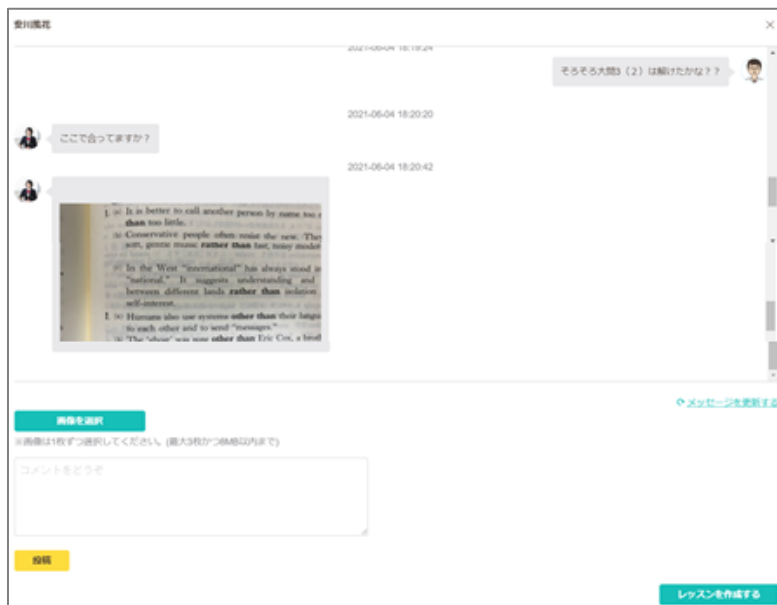 安川風花
×
2021-06-04 18:19:24
そろそろ大問3（2）は解けたかな？？
2021-06-04 18:20:20
ここで合ってますか？
2021-06-04 18:20:42
1. (a) It is better to call another person by name too
than too little.
(b) Conservative people often resist the new. They
soft, gentle music rather than fast, noisy
(c) In the West "international" has always stood
"national." It suggests understanding and
between different lands rather than isolation
self-interest.
2. (a) Humans also use systems other than their
to each other and to send "messages."
(b) The "ghost" was none other than Eric Cox, a
メッセージを更新する
画像を選択
※画像は1枚ずつ選択してください。(最大3枚かつ8MB以内まで)
コメントをどうぞ
投稿
レッスンを作成する